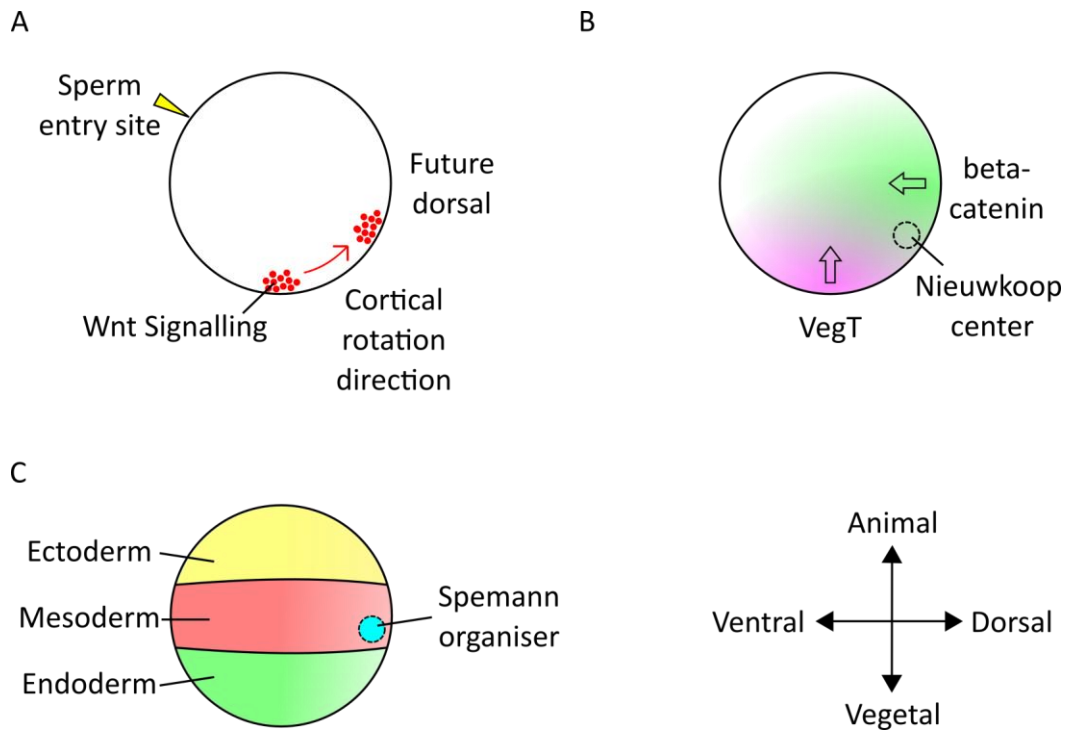 A
Sperm
entry site
Future
dorsal
Wnt Signalling
Cortical
rotation
direction
B
beta-
catenin
Nieuwkoop
center
VegT
C
Ectoderm
Mesoderm
Endoderm
Spemann
organiser
Animal
Ventral
Dorsal
Vegetal